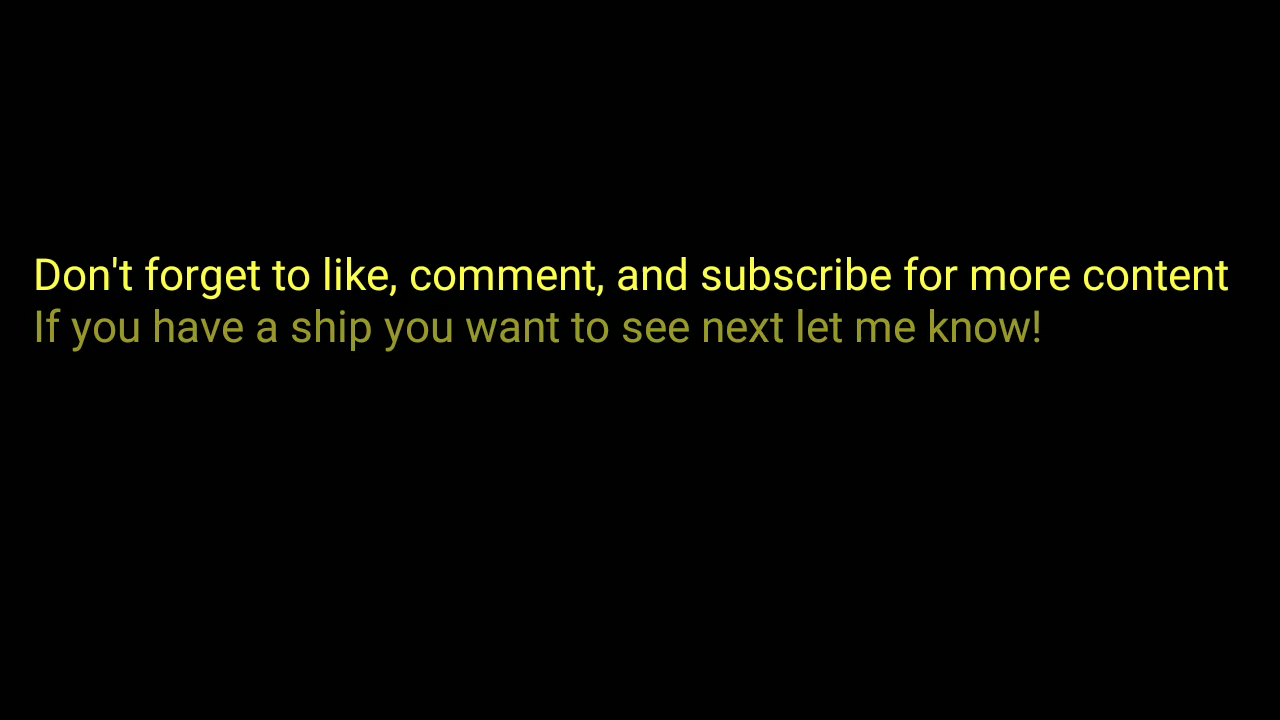 Don't forget to like, comment, and subscribe for more content
If you have a ship you want to see next let me know!